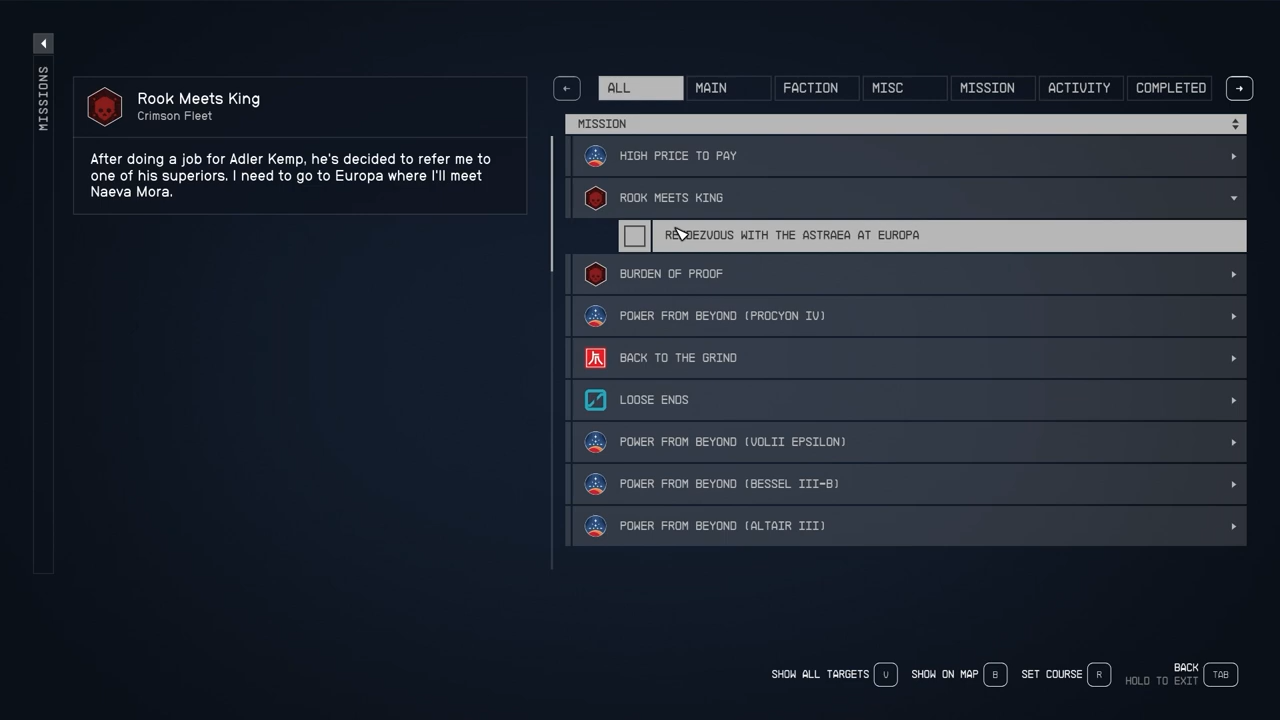 MISSIONS
Rook Meets King
Crimson Fleet
After doing a job for Adler Kemp, he's decided to refer me to
one of his superiors. I need to go to Europa where I'll meet
Naeva Mora.
ALL MAIN FACTION MISC MISSION ACTIVITY COMPLETED
MISSION
HIGH PRICE TO PAY
ROOK MEETS KING
RENDEZVOUS WITH THE ASTRAEA AT EUROPA
BURDEN OF PROOF
POWER FROM BEYOND (PROCYON IV)
BACK TO THE GRIND
LOOSE ENDS
POWER FROM BEYOND (VOLII EPSILON)
POWER FROM BEYOND (BESSEL III-B)
POWER FROM BEYOND (ALTAIR III)
SHOW ALL TARGETS V SHOW ON MAP B SET COURSE R BACK TAB
HOLD TO EXIT